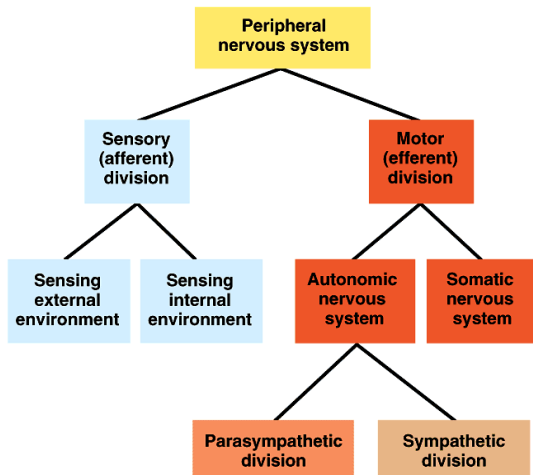 Peripheral
nervous system
Sensory
(afferent)
division
Motor
(efferent)
division
Sensing
external
environment
Sensing
internal
environment
Autonomic
nervous
system
Somatic
nervous
system
Parasympathetic
division
Sympathetic
division